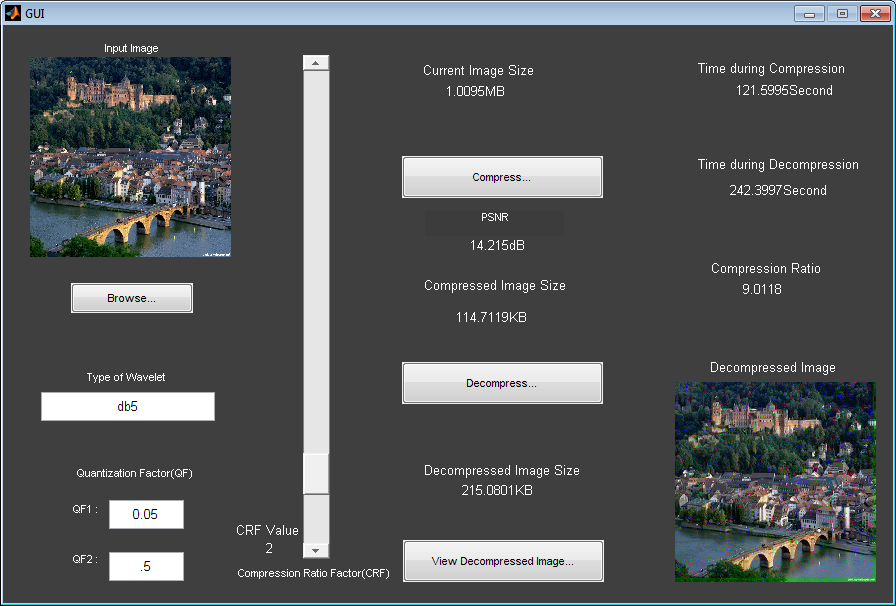 GUI
Input Image
Browse...
Type of Wavelet
db5
Quantization Factor(QF)
QF1 :
0.05
QF2 :
.5
CRF Value
2
Compression Ratio Factor(CRF)
Current Image Size
1.0095MB
Compress...
PSNR
14.215dB
Compressed Image Size
114.7119KB
Decompress...
Decompressed Image Size
215.0801KB
View Decompressed Image...
Time during Compression
121.5995Second
Time during Decompression
242.3997Second
Compression Ratio
9.0118
Decompressed Image